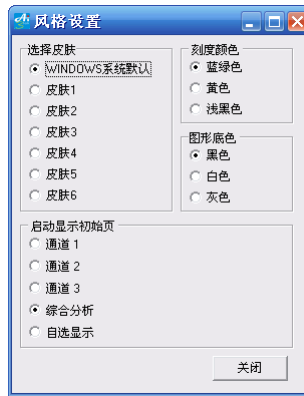 风格设置
选择皮肤
WINDOWS系统默认
皮肤1
皮肤2
皮肤3
皮肤4
皮肤5
皮肤6
刻度颜色
蓝绿色
黄色
浅黑色
图形底色
黑色
白色
灰色
启动显示初始页
通道 1
通道 2
通道 3
综合分析
自选显示
关闭